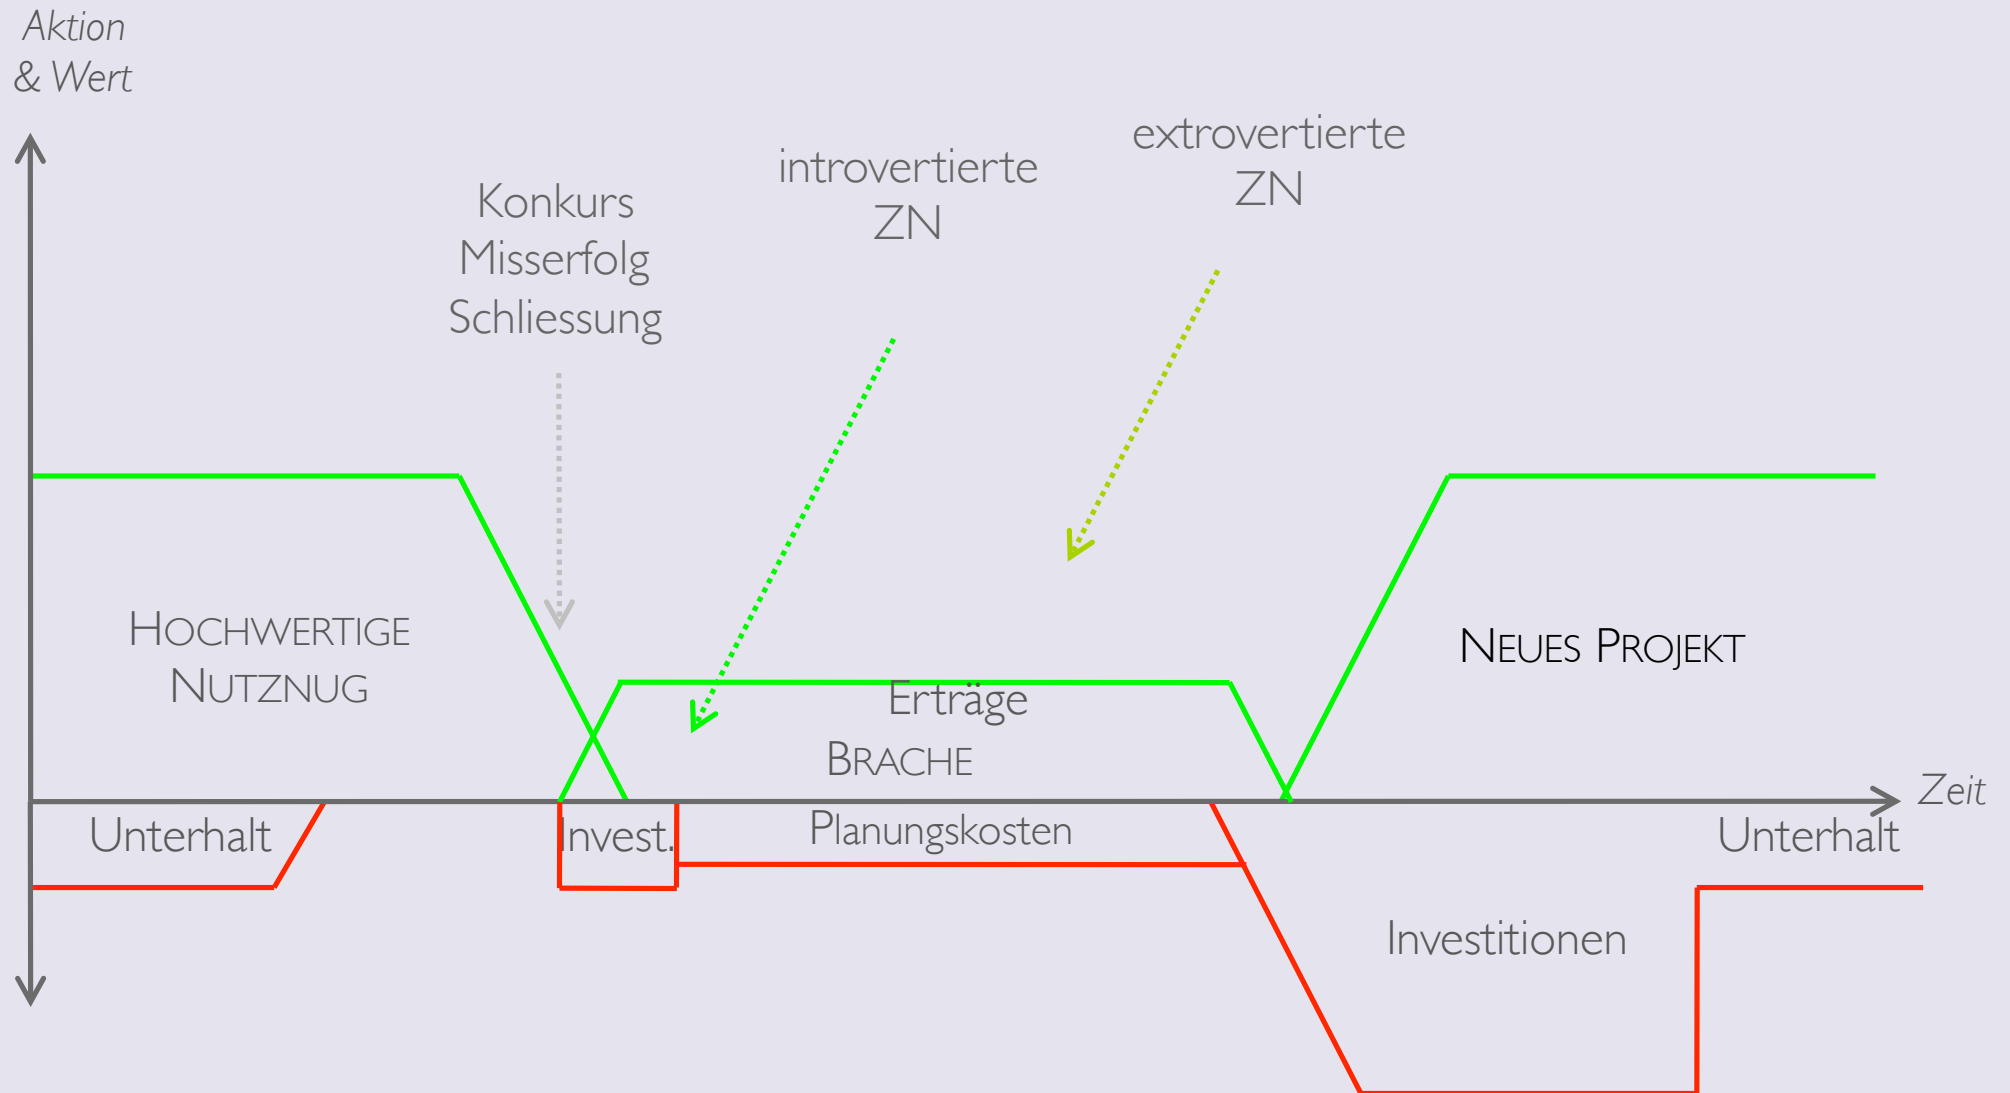 Aktion
& Wert
extrovertierte
ZN
introvertierte
ZN
Konkurs
Misserfolg
Schliessung
HOCHWERTIGE
NUTZNUG
NEUES PROJEKT
Erträge
BRACHE
Zeit
Unterhalt
Invest.
Planungskosten
Unterhalt
Investitionen